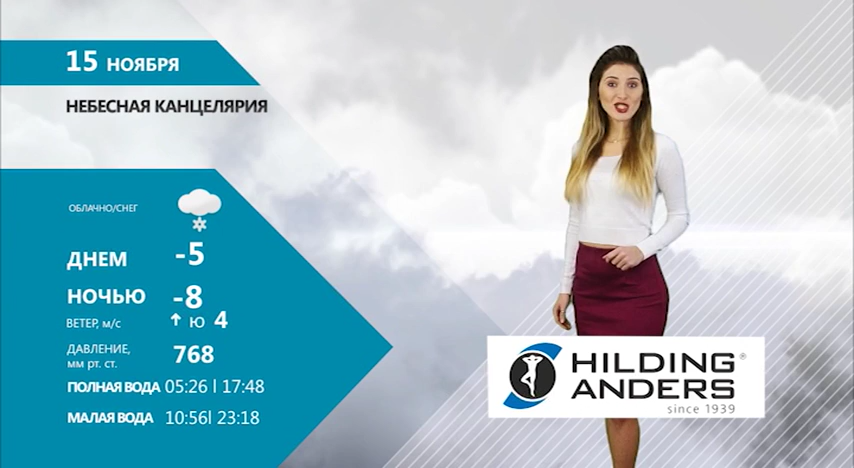 15 НОЯБРЯ
НЕБЕСНАЯ КАНЦЕЛЯРИЯ
ОБЛАЧНО/СНЕГ
ДНЕМ -5
НОЧЬЮ -8
ВЕТЕР, м/с Ю 4
ДАВЛЕНИЕ,
мм рт. ст. 768
ПОЛНАЯ ВОДА 05:26 | 17:48
МАЛАЯ ВОДА 10:56| 23:18
HILDING®
ANDERS
since 1939